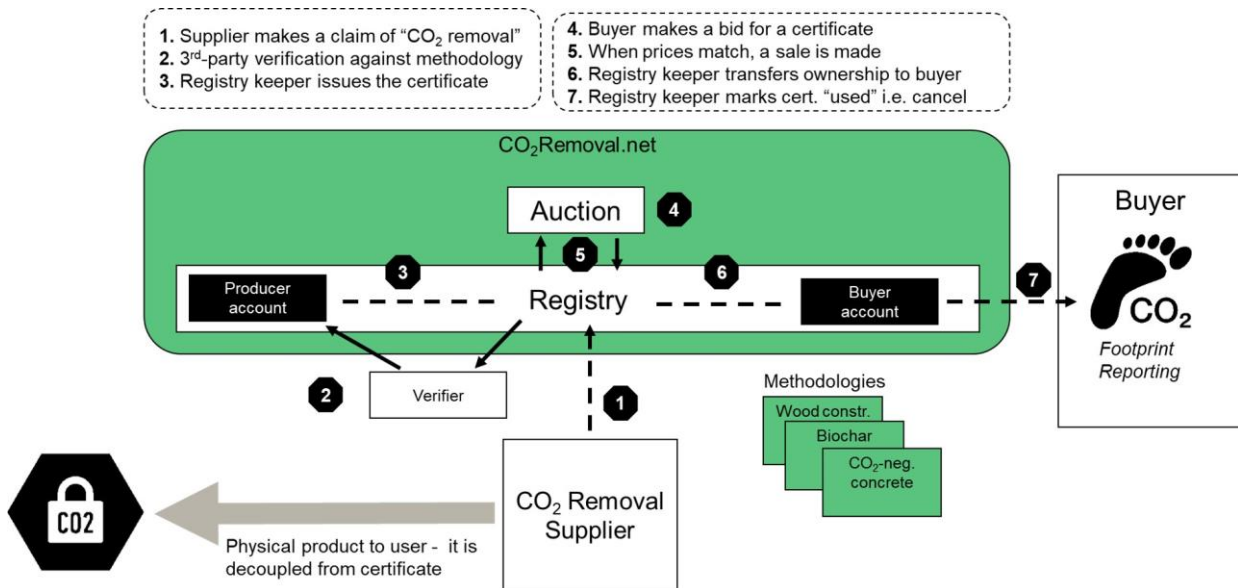 1. Supplier makes a claim of “CO₂ removal”
2. 3ʳᵈ-party verification against methodology
3. Registry keeper issues the certificate
4. Buyer makes a bid for a certificate
5. When prices match, a sale is made
6. Registry keeper transfers ownership to buyer
7. Registry keeper marks cert. “used” i.e. cancel
CO₂Removal.net
Auction
4
5
3
6
Producer
account
Registry
Buyer
account
7
Buyer
CO₂
Footprint
Reporting
2
Verifier
1
Methodologies
Wood constr.
Biochar
CO₂-neg.
concrete
CO₂ Removal
Supplier
CO2
Physical product to user - it is
decoupled from certificate